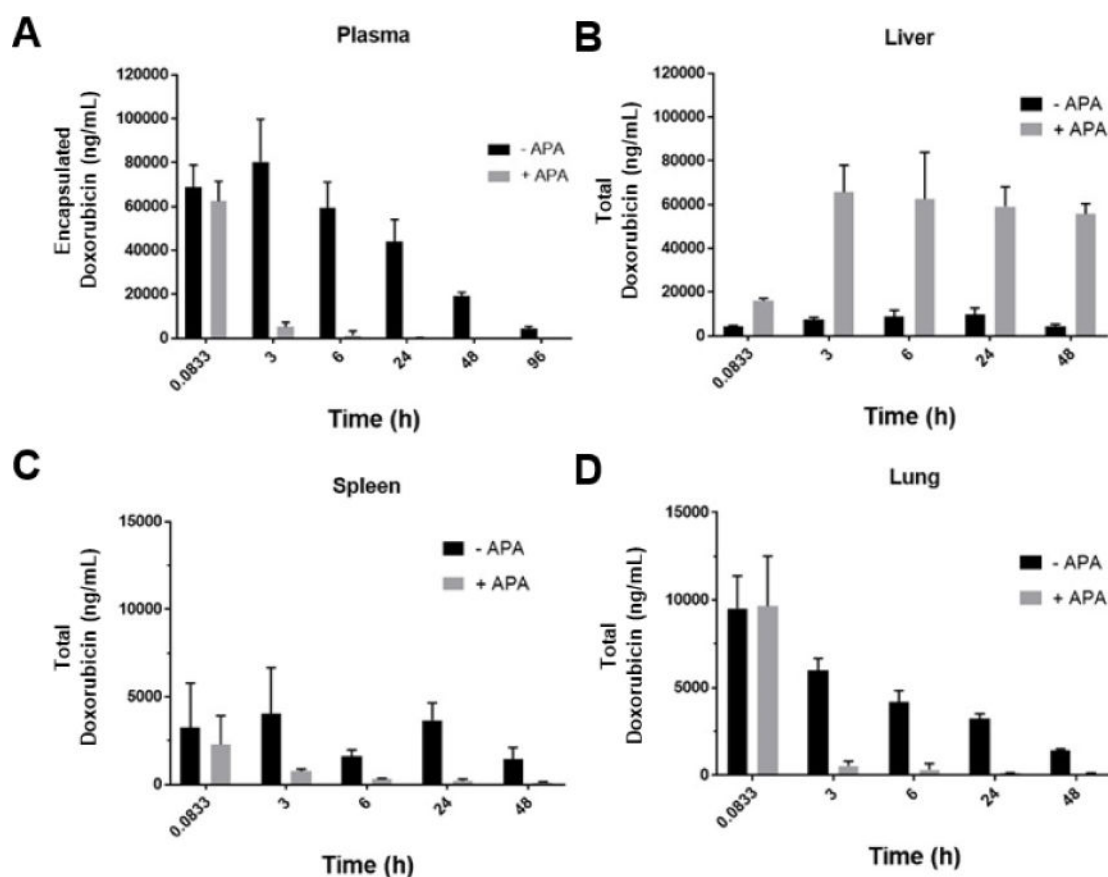 A
Plasma
Encapsulated
Doxorubicin (ng/mL)
120000
100000
80000
60000
40000
20000
0
- APA
+ APA
0.0833
3
6
24
48
96
Time (h)
B
Liver
Total
Doxorubicin (ng/mL)
120000
100000
80000
60000
40000
20000
0
- APA
+ APA
0.0833
3
6
24
48
Time (h)
C
Spleen
Total
Doxorubicin (ng/mL)
15000
10000
5000
0
- APA
+ APA
0.0833
3
6
24
48
Time (h)
D
Lung
Total
Doxorubicin (ng/mL)
15000
10000
5000
0
- APA
+ APA
0.0833
3
6
24
48
Time (h)